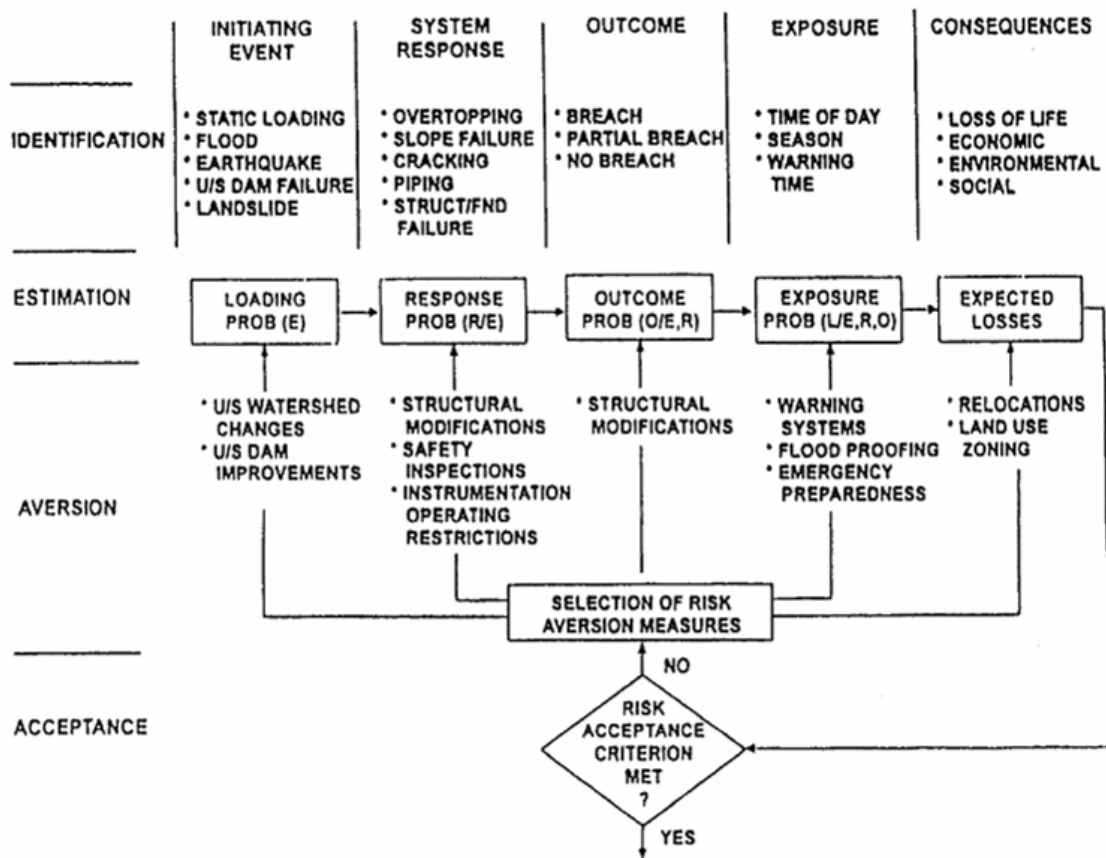 INITIATING
EVENT
SYSTEM
RESPONSE
OUTCOME
EXPOSURE
CONSEQUENCES
IDENTIFICATION
* STATIC LOADING
* FLOOD
* EARTHQUAKE
* U/S DAM FAILURE
* LANDSLIDE
* OVERTOPPING
* SLOPE FAILURE
* CRACKING
* PIPING
* STRUCT/FND
FAILURE
* BREACH
* PARTIAL BREACH
* NO BREACH
* TIME OF DAY
* SEASON
* WARNING
TIME
* LOSS OF LIFE
* ECONOMIC
* ENVIRONMENTAL
* SOCIAL
ESTIMATION
LOADING
PROB (E)
RESPONSE
PROB (R/E)
OUTCOME
PROB (O/E,R)
EXPOSURE
PROB (L/E,R,O)
EXPECTED
LOSSES
AVERSION
* U/S WATERSHED
CHANGES
* U/S DAM
IMPROVEMENTS
* STRUCTURAL
MODIFICATIONS
* SAFETY
INSPECTIONS
* INSTRUMENTATION
OPERATING
RESTRICTIONS
* STRUCTURAL
MODIFICATIONS
* WARNING
SYSTEMS
* FLOOD PROOFING
* EMERGENCY
PREPAREDNESS
* RELOCATIONS
* LAND USE
ZONING
SELECTION OF RISK
AVERSION MEASURES
NO
ACCEPTANCE
RISK
ACCEPTANCE
CRITERION
MET
?
YES